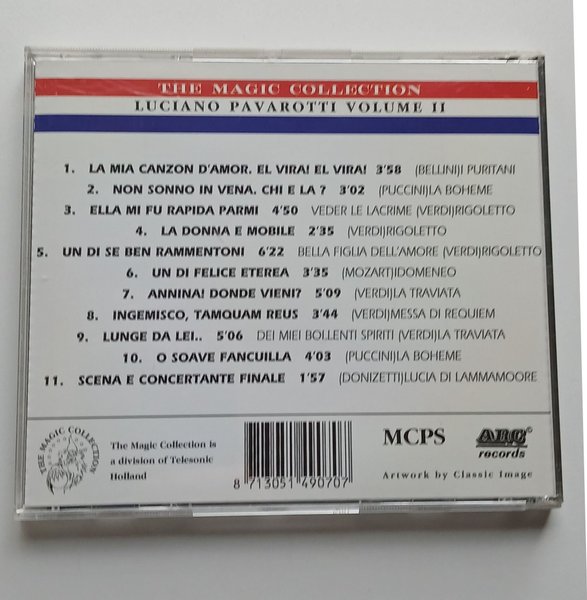 THE MAGIC COLLECTION
LUCIANO PAVAROTTI VOLUME II
1. LA MIA CANZON D'AMOR. EL VIRA! EL VIRA! 3'58 (BELLINI)I PURITANI
2. NON SONNO IN VENA. CHI E LA ? 3'02 (PUCCINI)LA BOHEME
3. ELLA MI FU RAPIDA PARMI 4'50 VEDER LE LACRIME (VERDI)RIGOLETTO
4. LA DONNA E MOBILE 2'35 (VERDI)RIGOLETTO
5. UN DI SE BEN RAMMENTONI 6'22 BELLA FIGLIA DELL'AMORE (VERDI)RIGOLETTO
6. UN DI FELICE ETEREA 3'35 (MOZART)IDOMENEO
7. ANNINA! DONDE VIENI? 5'09 (VERDI)LA TRAVIATA
8. INGEMISCO, TAMQUAM REUS 3'44 (VERDI)MESSA DI REQUIEM
9. LUNGE DA LEI.. 5'06 DEI MIEI BOLLENTI SPIRITI (VERDI)LA TRAVIATA
10. O SOAVE FANCUILLA 4'03 (PUCCINI)LA BOHEME
11. SCENA E CONCERTANTE FINALE 1'57 (DONIZETTI)LUCIA DI LAMMAMOORE
THE MAGIC COLLECTION
The Magic Collection is
a division of Telesonic
Holland
8 713051 490707
MCPS
ARC
records
Artwork by Classic Image